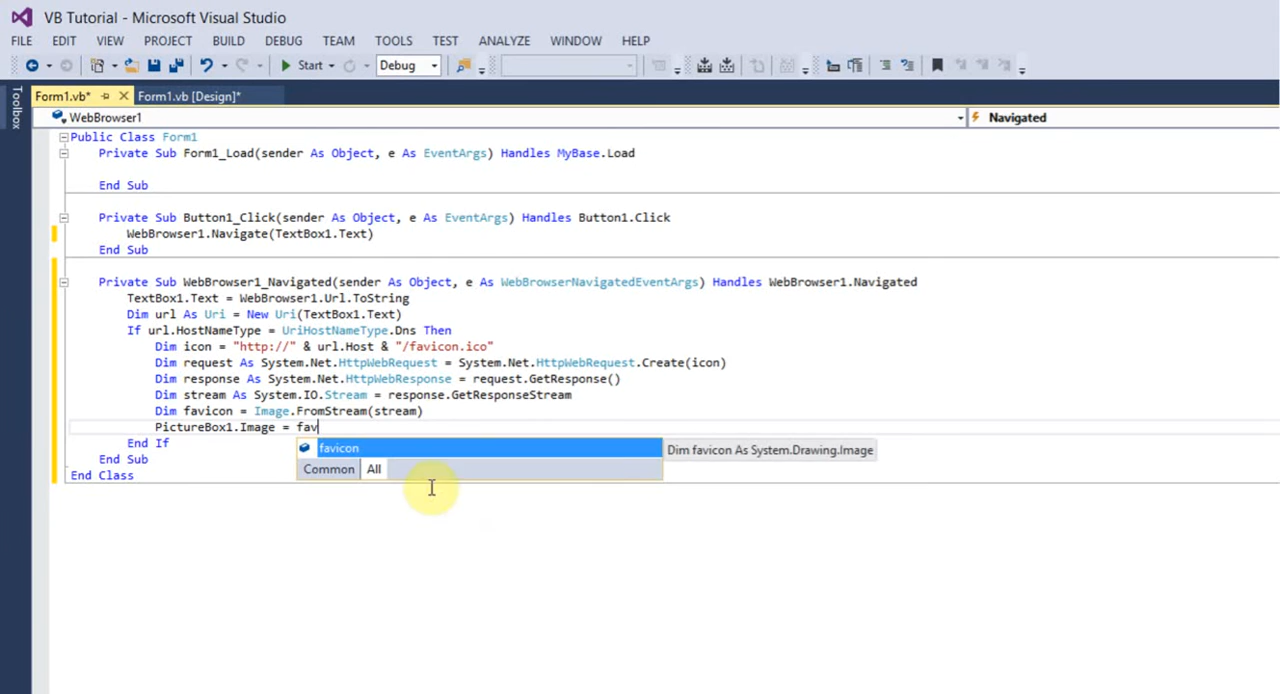 VB Tutorial - Microsoft Visual Studio
FILE EDIT VIEW PROJECT BUILD DEBUG TEAM TOOLS TEST ANALYZE WINDOW HELP
Start Debug
Form1.vb* Form1.vb [Design]*
Toolbox
WebBrowser1 Navigated
Public Class Form1
Private Sub Form1_Load(sender As Object, e As EventArgs) Handles MyBase.Load
End Sub
Private Sub Button1_Click(sender As Object, e As EventArgs) Handles Button1.Click
WebBrowser1.Navigate(TextBox1.Text)
End Sub
Private Sub WebBrowser1_Navigated(sender As Object, e As WebBrowserNavigatedEventArgs) Handles WebBrowser1.Navigated
TextBox1.Text = WebBrowser1.Url.ToString
Dim url As Uri = New Uri(TextBox1.Text)
If url.HostNameType = UriHostNameType.Dns Then
Dim icon = "http://" & url.Host & "/favicon.ico"
Dim request As System.Net.HttpWebRequest = System.Net.HttpWebRequest.Create(icon)
Dim response As System.Net.HttpWebResponse = request.GetResponse()
Dim stream As System.IO.Stream = response.GetResponseStream
Dim favicon = Image.FromStream(stream)
PictureBox1.Image = fav
End If
favicon
Dim favicon As System.Drawing.Image
End Sub
Common All
End Class